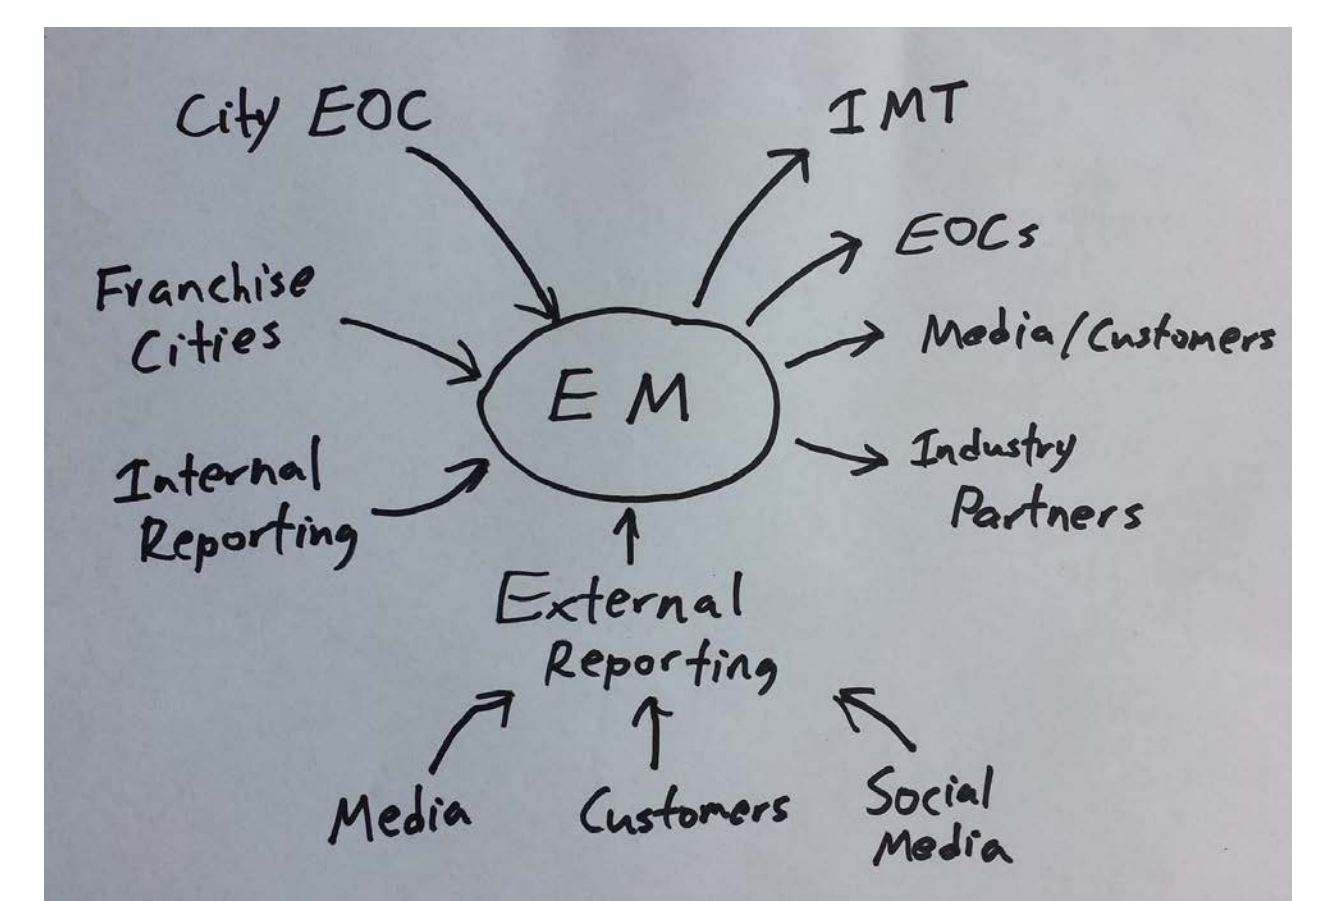 City EOC
IMT
EOCs
Franchise
Cities
Media/Customers
EM
Internal
Reporting
Industry
Partners
External
Reporting
Media
Customers
Social
Media